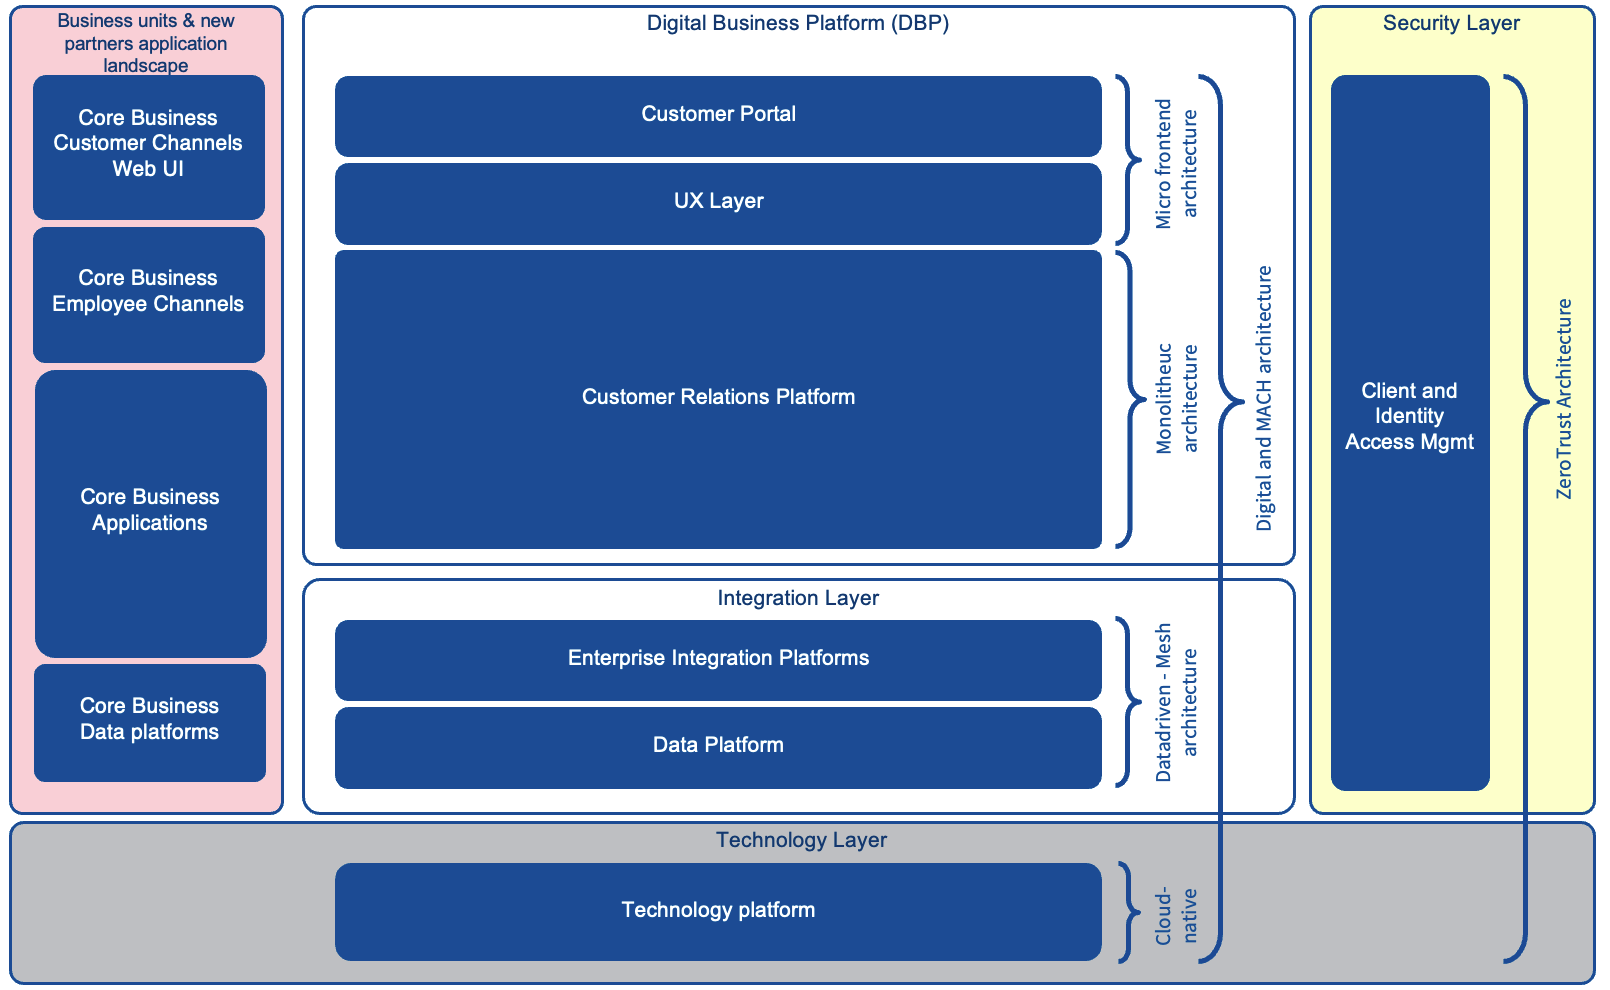 Business units & new
partners application
landscape
Core Business
Customer Channels
Web UI
Core Business
Employee Channels
Core Business
Applications
Core Business
Data platforms
Digital Business Platform (DBP)
Customer Portal
UX Layer
Customer Relations Platform
Micro frontend
architecture
Monolitheuc
architecture
Digital and MACH architecture
Integration Layer
Enterprise Integration Platforms
Data Platform
Datadriven - Mesh
architecture
Security Layer
Client and
Identity
Access Mgmt
ZeroTrust Architecture
Technology Layer
Technology platform
Cloud-
native